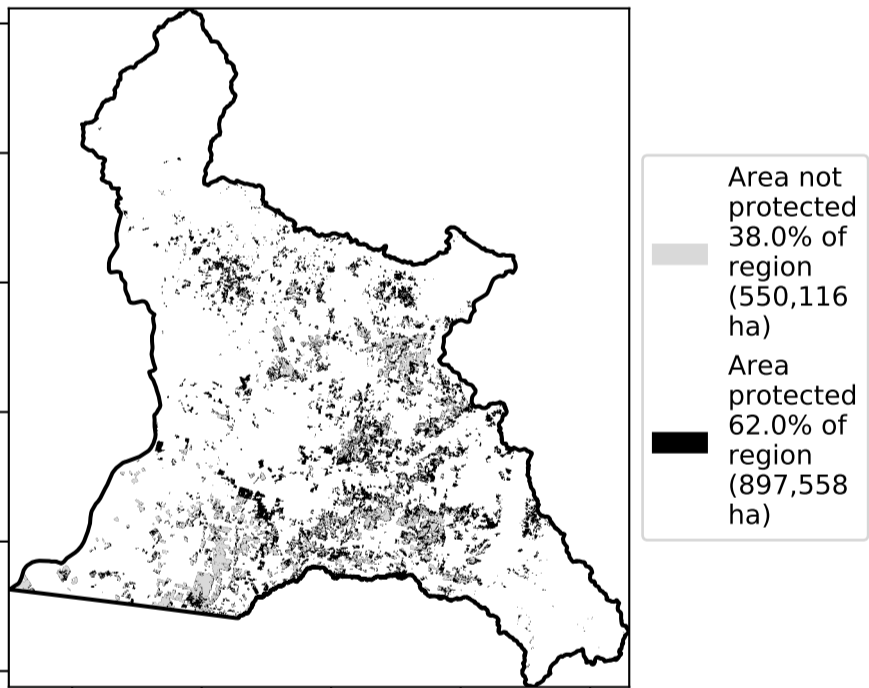 Area not
protected
38.0% of
region
(550,116
ha)
Area
protected
62.0% of
region
(897,558
ha)